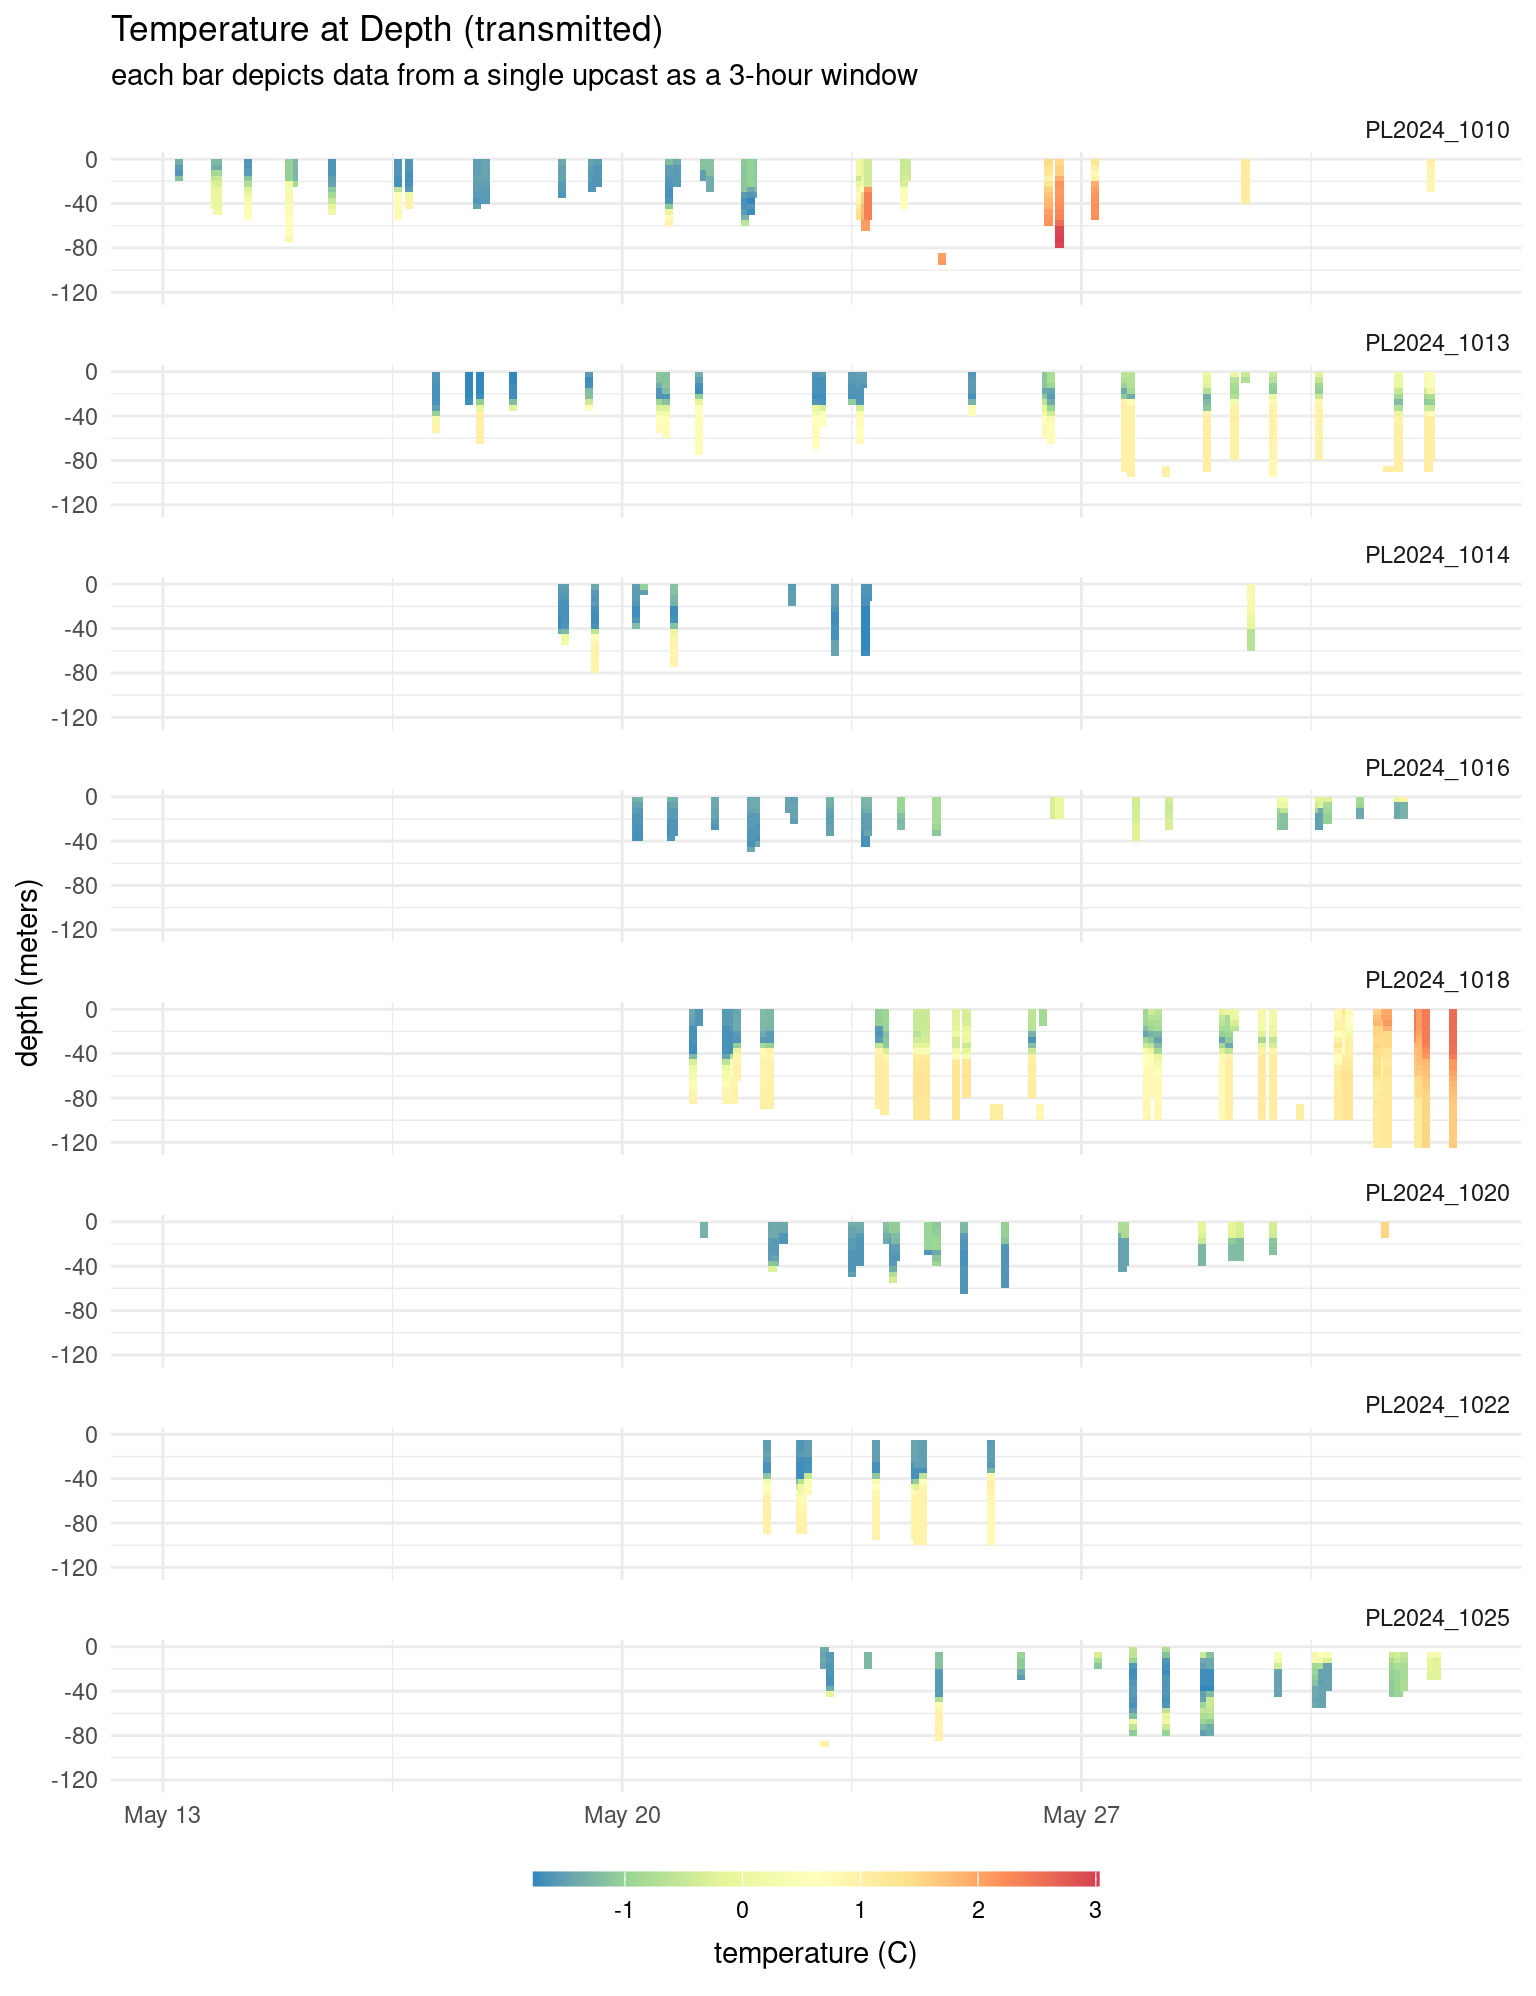 Temperature at Depth (transmitted)
each bar depicts data from a single upcast as a 3-hour window
PL2024_1010
0
-40
-80
-120
PL2024_1013
0
-40
-80
-120
PL2024_1014
0
-40
-80
-120
PL2024_1016
0
-40
-80
-120
depth (meters)
PL2024_1018
0
-40
-80
-120
PL2024_1020
0
-40
-80
-120
PL2024_1022
0
-40
-80
-120
PL2024_1025
0
-40
-80
-120
May 13 May 20 May 27
-1 0 1 2 3
temperature (C)